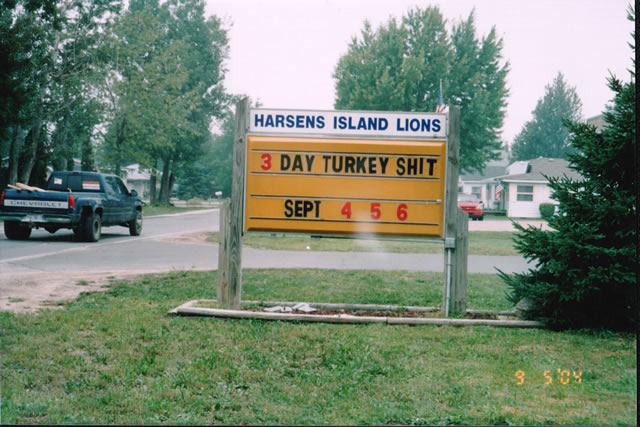 HARSENS ISLAND LIONS
3 DAY TURKEY SHIT
SEPT 4 5 6
CHEVROLET
9 5'04